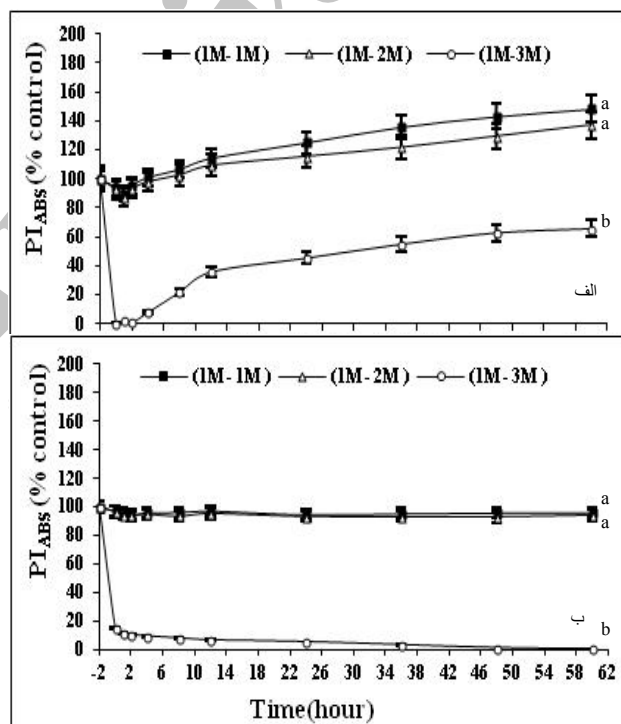 (1M-1M) (1M-2M) (1M-3M)
PI_ABS (% control)
200
180
160
140
120
100
80
60
40
20
0
a
a
b
الف
(1M-1M) (1M-2M) (1M-3M)
PI_ABS (% control)
200
180
160
140
120
100
80
60
40
20
0
a
a
b
ب
-2 2 6 10 14 18 22 26 30 34 38 42 46 50 54 58 62
Time(hour)